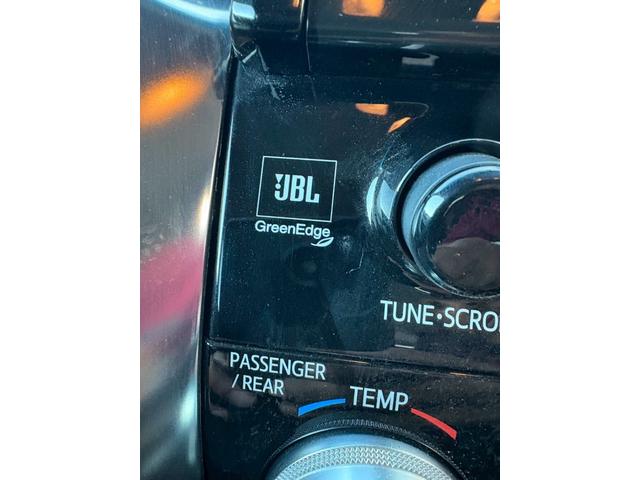 JBL
GreenEdge
TUNE•SCRO
PASSENGER
/ REAR
TEMP